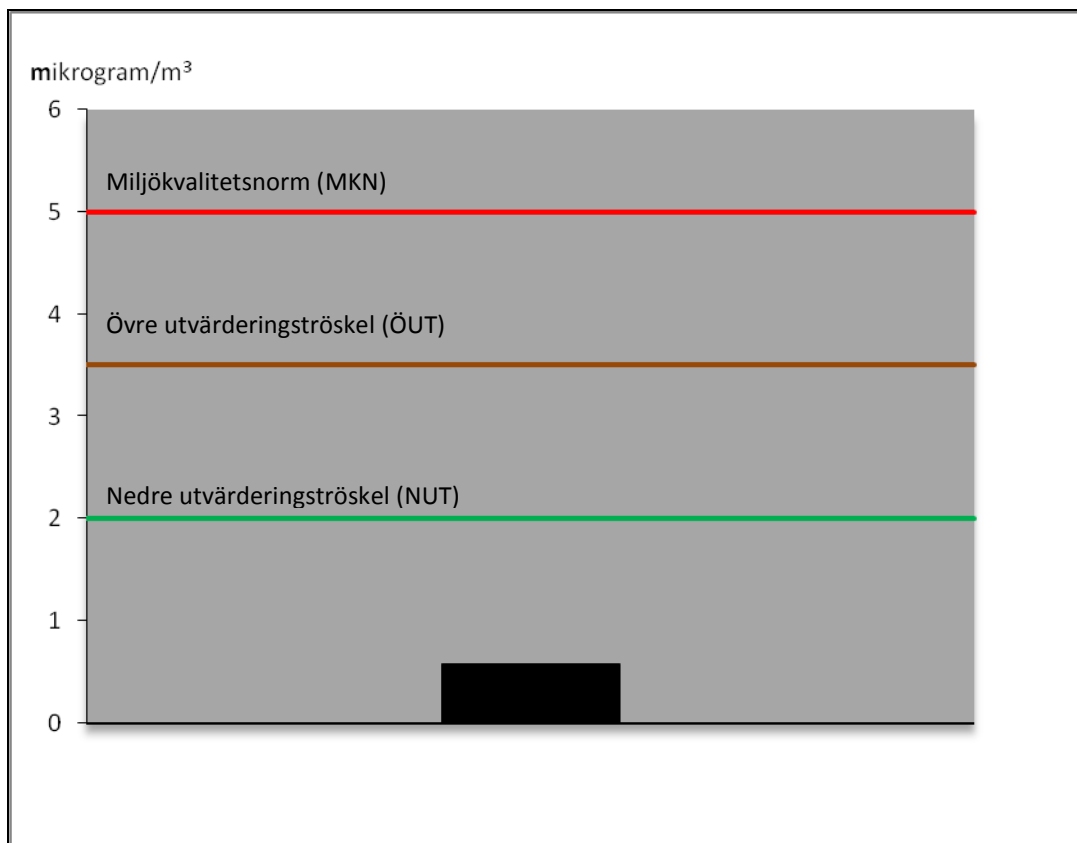 mikrogram/m³
6
Miljökvalitetsnorm (MKN)
5
4
Övre utvärderingströskel (ÖUT)
3
Nedre utvärderingströskel (NUT)
2
1
0